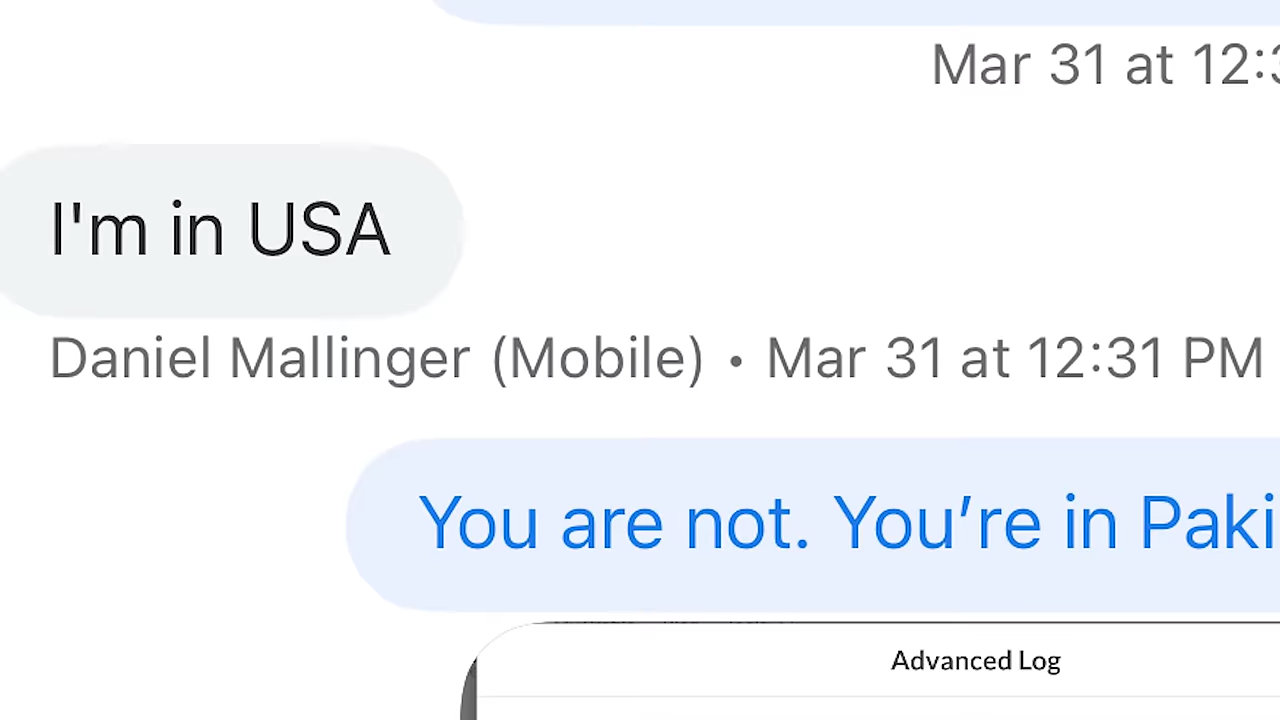 Mar 31 at 12:3
I'm in USA
Daniel Mallinger (Mobile) • Mar 31 at 12:31 PM
You are not. You’re in Paki
Advanced Log